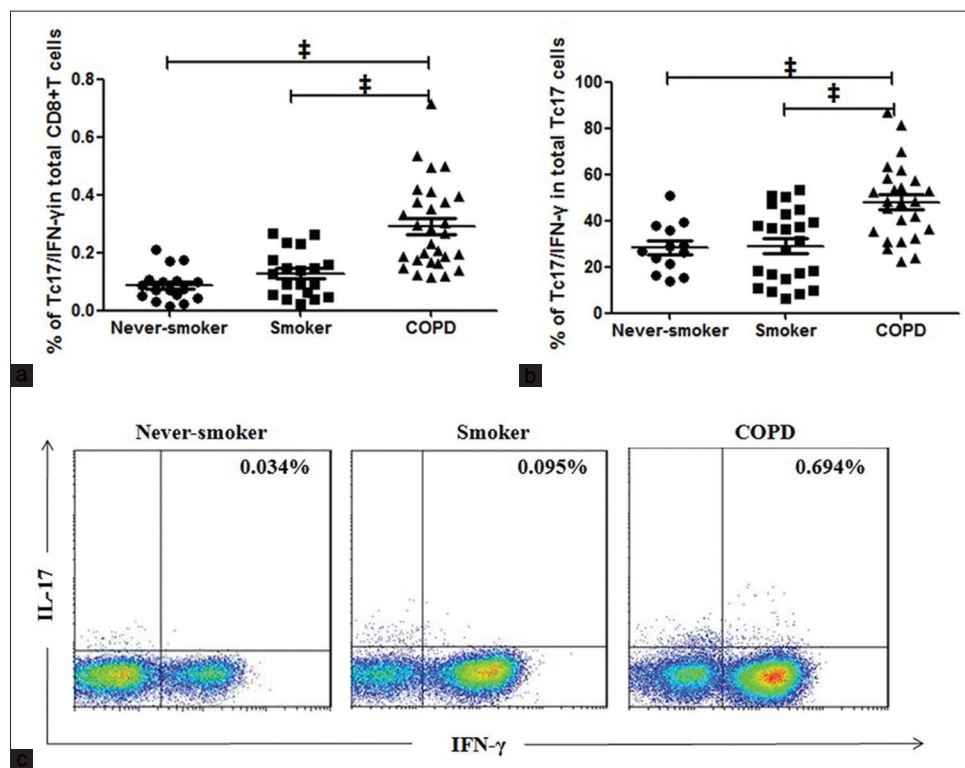 ‡
‡
% of Tc17/IFN-γin total CD8+T cells
0.8
0.6
0.4
0.2
0.0
Never-smoker Smoker COPD
a
‡
‡
% of Tc17/IFN-γ in total Tc17 cells
100
80
60
40
20
0
Never-smoker Smoker COPD
b
Never-smoker Smoker COPD
0.034% 0.095% 0.694%
IL-17
IFN-γ
c